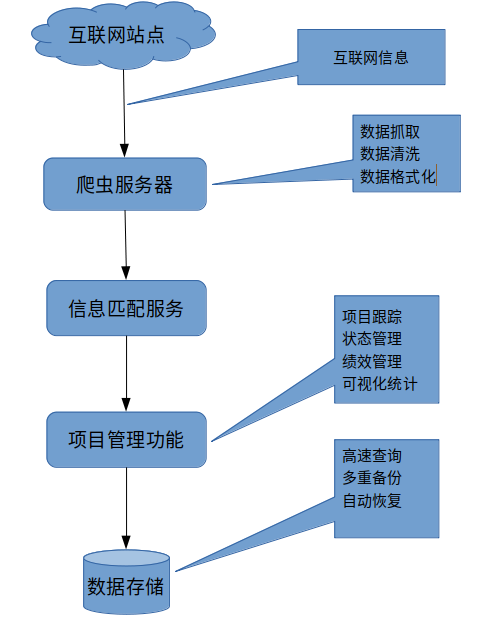 互联网站点
互联网信息
数据抓取
数据清洗
数据格式化
爬虫服务器
信息匹配服务
项目跟踪
状态管理
绩效管理
可视化统计
项目管理功能
高速查询
多重备份
自动恢复
数据存储